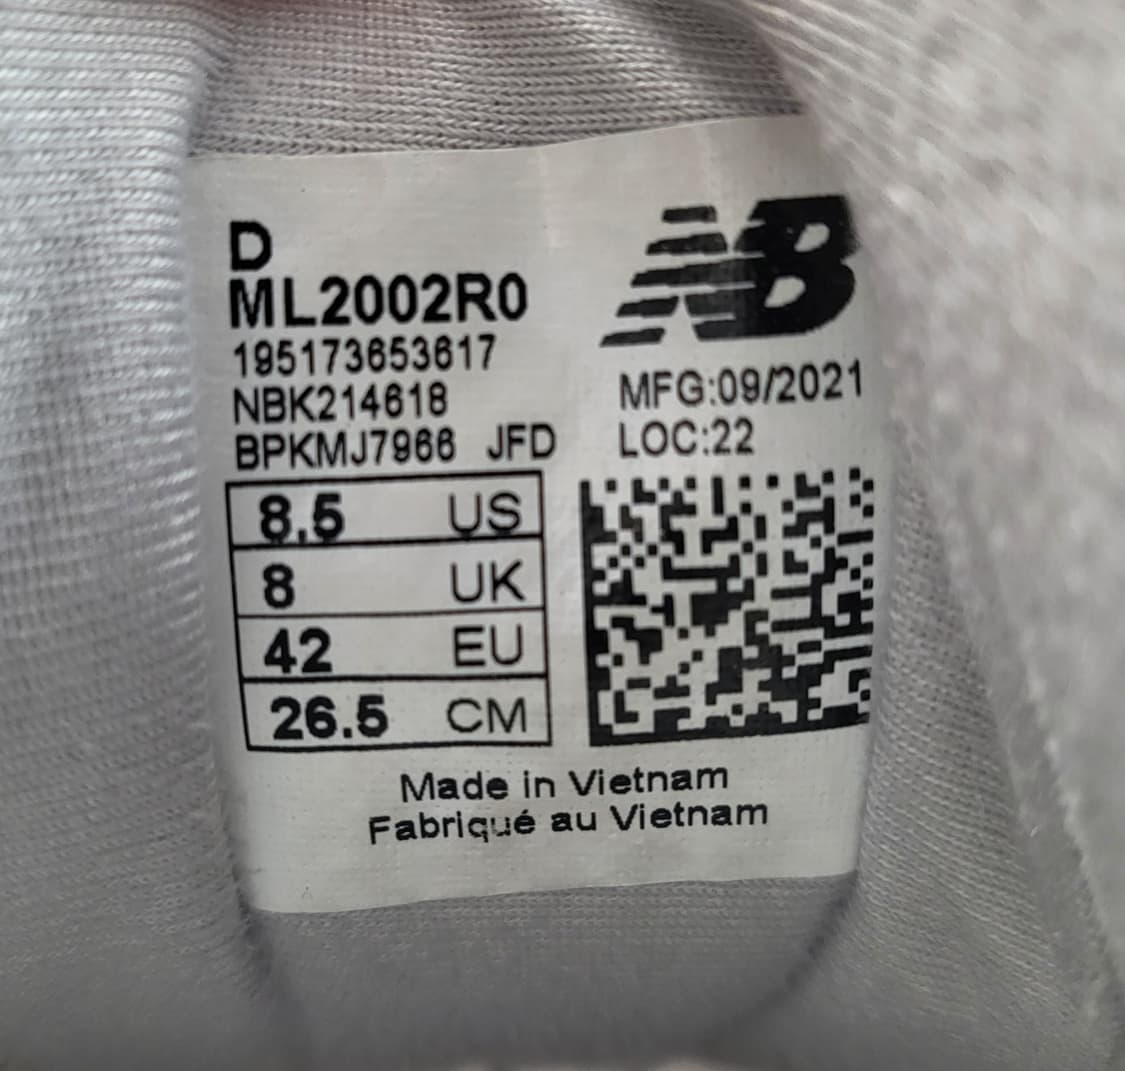 D
ML2002R0
195173653617
NBK214618
BPKMJ7966 JFD
NB
MFG:09/2021
LOC:22
8.5 US
8 UK
42 EU
26.5 CM
Made in Vietnam
Fabriqué au Vietnam